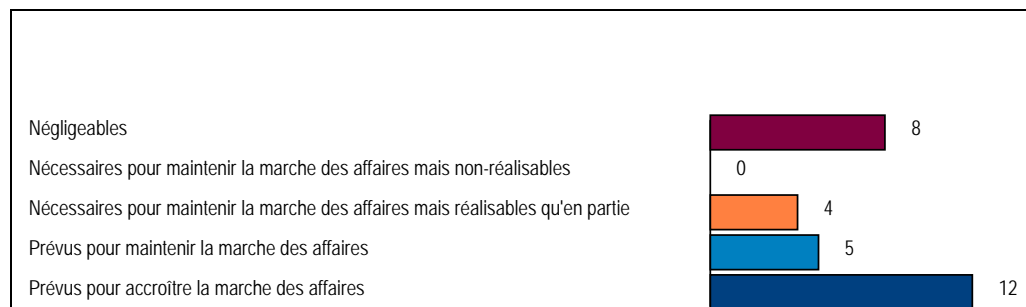 Négligeables 8
Nécessaires pour maintenir la marche des affaires mais non-réalisables 0
Nécessaires pour maintenir la marche des affaires mais réalisables qu'en partie 4
Prévus pour maintenir la marche des affaires 5
Prévus pour accroître la marche des affaires 12